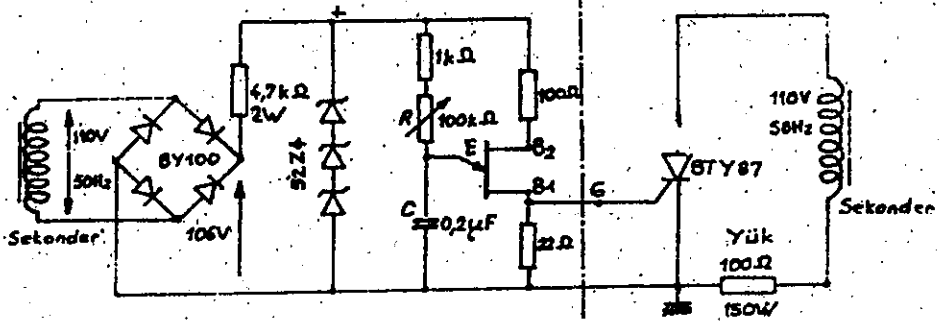 +
4,7kΩ
2W
110V
50Hz
BY100
106V
Sekonder
52Z4
1kΩ
R
100kΩ
E
C
0,2μF
100Ω
B2
B1
G
22Ω
BTY87
110V
50Hz
Sekonder
Yük
100Ω
150W